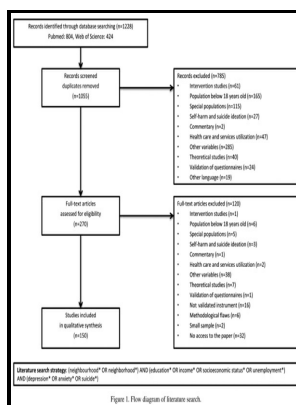 Records identified through database searching (n=1228)
Pubmed: 804, Web of Science: 424
Records screened
duplicates removed
(n=1055)
Records excluded (n=785)
• Intervention studies (n=61)
• Population below 18 years old (n=165)
• Special populations (n=115)
• Self-harm and suicide ideation (n=27)
• Commentary (n=2)
• Health care and services utilization (n=47)
• Other variables (n=285)
• Theoretical studies (n=40)
• Validation of questionnaires (n=24)
• Other language (n=19)
Full-text articles
assessed for eligibility
(n=270)
Full-text articles excluded (n=120)
• Intervention studies (n=1)
• Population below 18 years old (n=6)
• Special populations (n=5)
• Self-harm and suicide ideation (n=3)
• Commentary (n=1)
• Health care and services utilization (n=2)
• Other variables (n=38)
• Theoretical studies (n=7)
• Validation of questionnaires (n=1)
• Not validated instrument (n=16)
• Methodological flaws (n=6)
• Small sample (n=2)
• No access to the paper (n=32)
Studies included
in qualitative synthesis
(n=150)
Literature search strategy: (neighbourhood* OR neighborhood*) AND (education* OR income* OR socioeconomic status* OR unemployment*)
AND (depression* OR anxiety* OR suicide*)
Figure 1. Flow diagram of literature search.